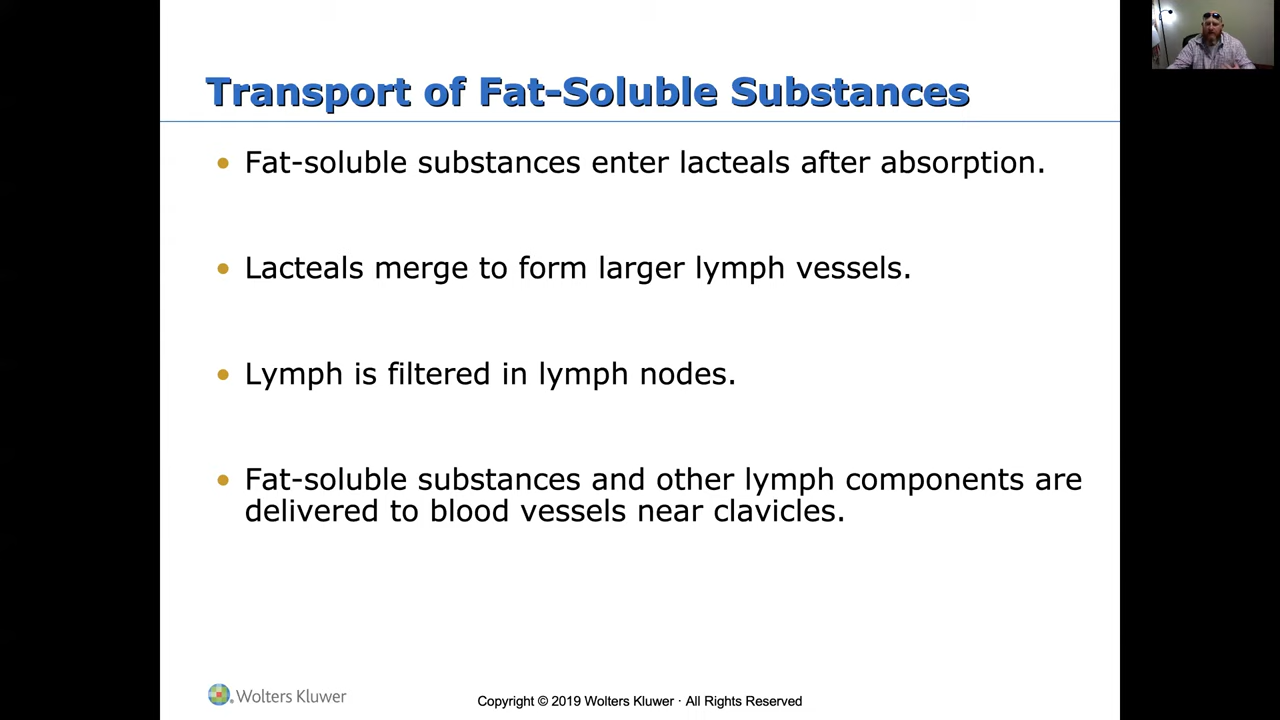 Transport of Fat-Soluble Substances
Fat-soluble substances enter lacteals after absorption.
Lacteals merge to form larger lymph vessels.
Lymph is filtered in lymph nodes.
Fat-soluble substances and other lymph components are
delivered to blood vessels near clavicles.
Wolters Kluwer
Copyright © 2019 Wolters Kluwer · All Rights Reserved